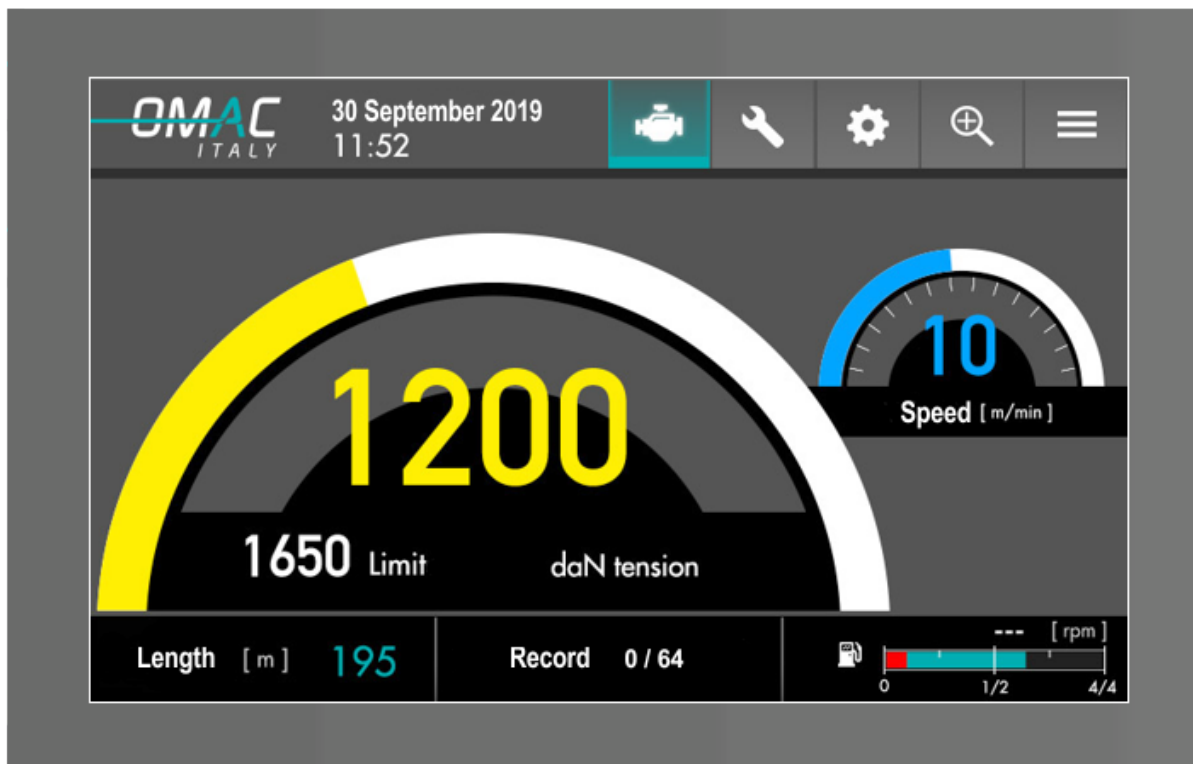 OMAC
ITALY
30 September 2019
11:52
1200
1650 Limit
daN tension
10
Speed [ m/min ]
Length [ m ] 195
Record 0 / 64
--- [ rpm ]
0 1/2 4/4